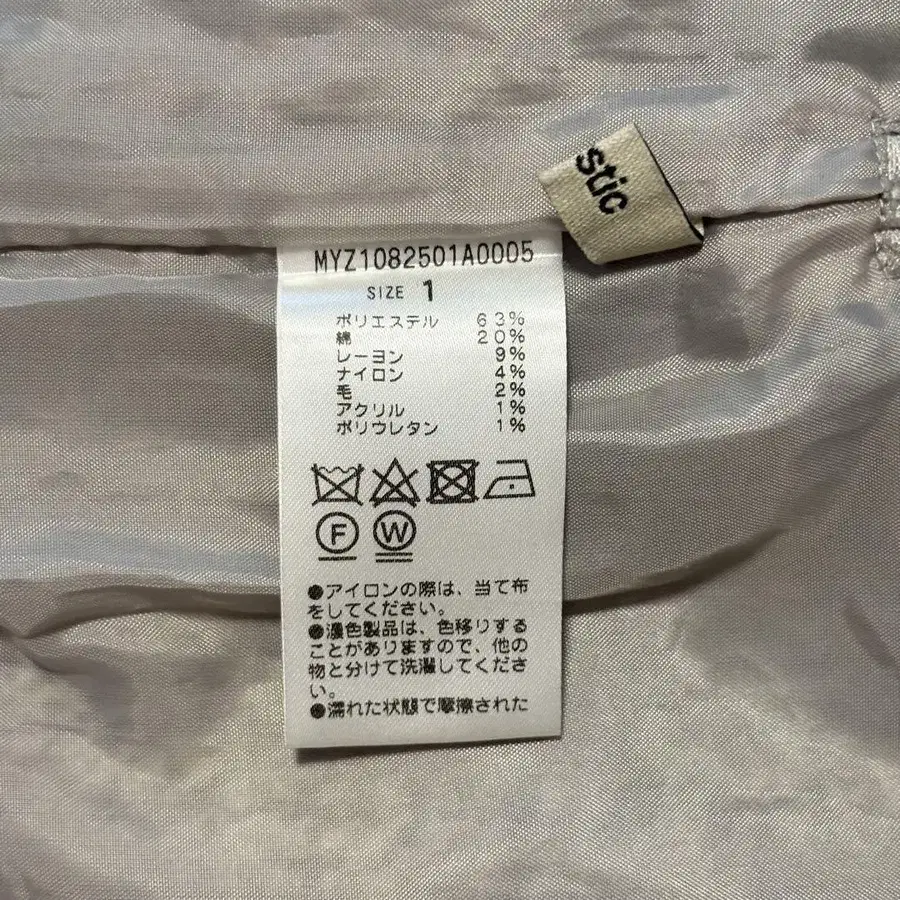 stic
MYZ1082501A0005
SIZE 1
ポリエステル 63%
綿 20%
レーヨン 9%
ナイロン 4%
毛 2%
アクリル 1%
ポリウレタン 1%
F W
●アイロンの際は、当て布
をしてください。
●濃色製品は、色移りする
ことがありますので、他の
物と分けて洗濯してくださ
い。
●濡れた状態で摩擦された